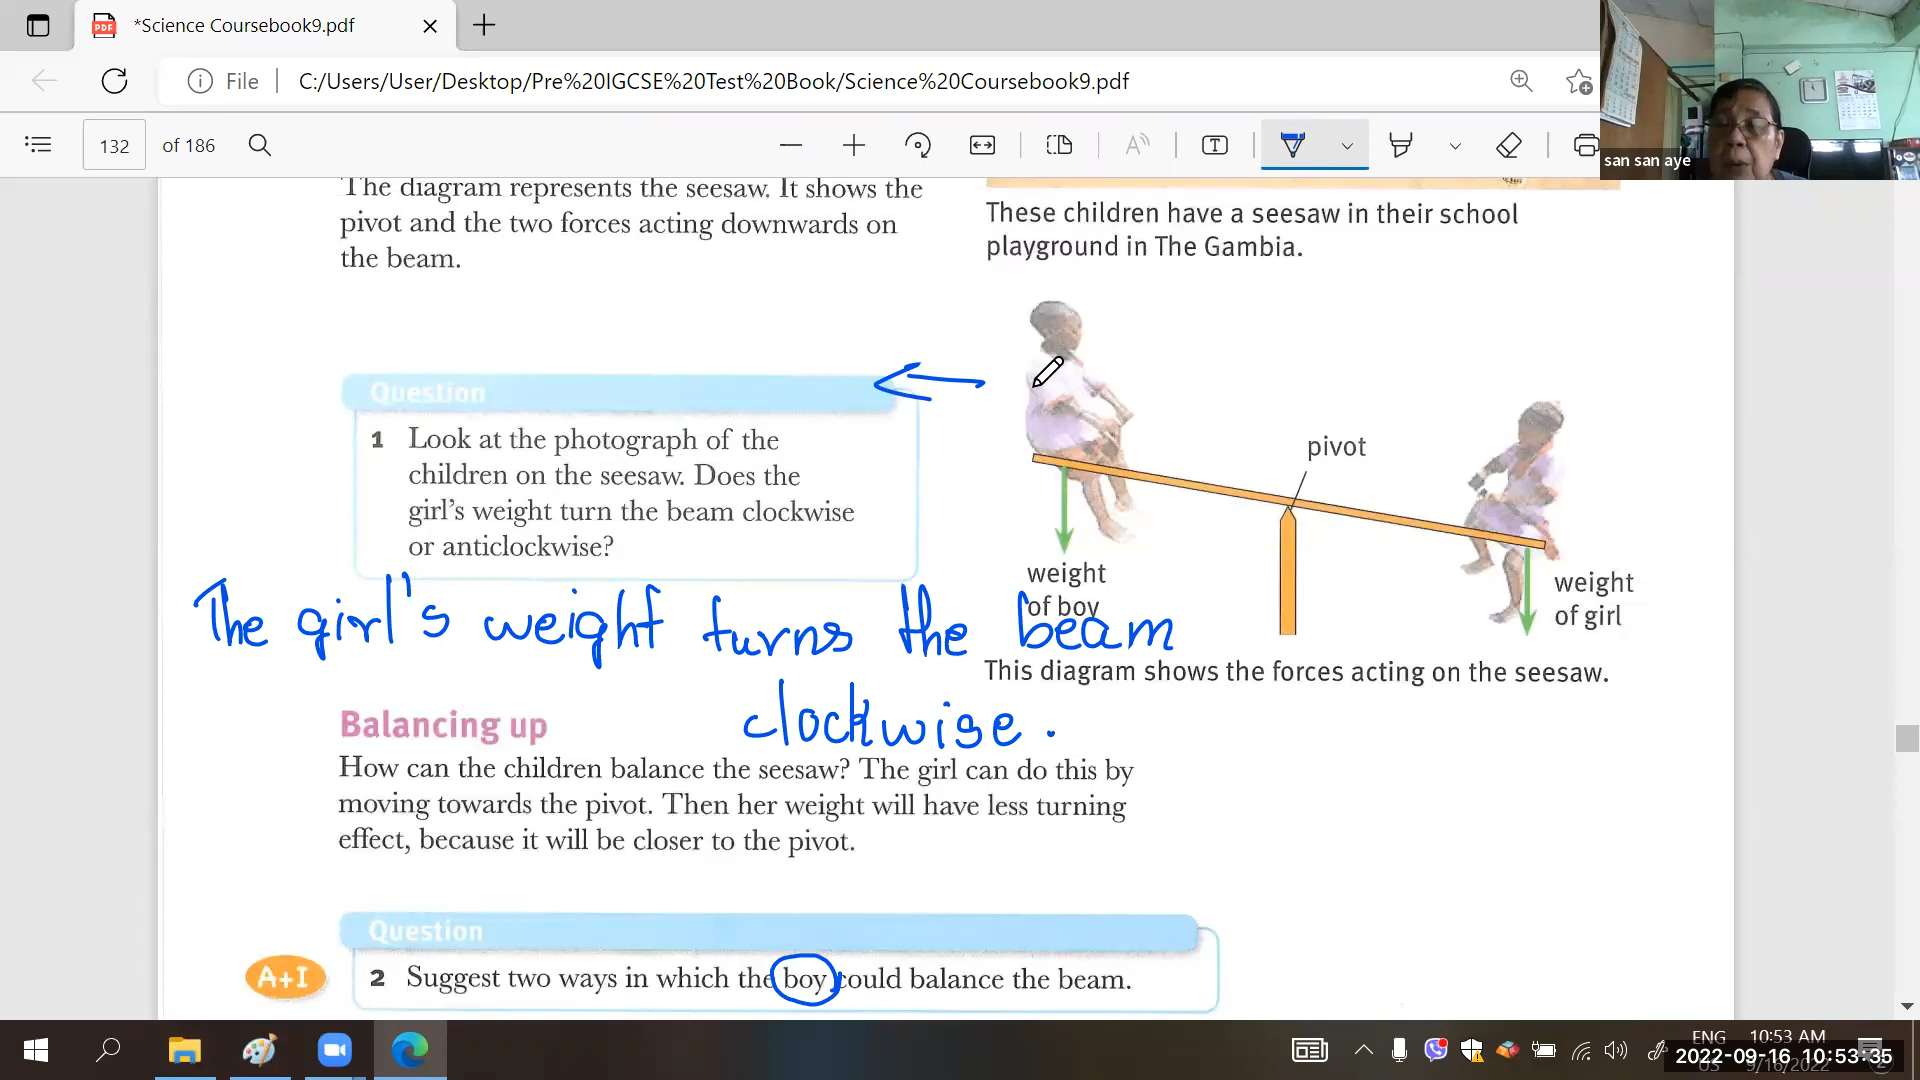 *Science Coursebook9.pdf
File
C:/Users/User/Desktop/Pre%20IGCSE%20Test%20Book/Science%20Coursebook9.pdf
132 of 186
san san aye
The diagram represents the seesaw. It shows the
pivot and the two forces acting downwards on
the beam.
These children have a seesaw in their school
playground in The Gambia.
Question
1 Look at the photograph of the
children on the seesaw. Does the
girl's weight turn the beam clockwise
or anticlockwise?
pivot
weight
of boy
weight
of girl
The girl's weight turns the beam
clockwise.
This diagram shows the forces acting on the seesaw.
Balancing up
How can the children balance the seesaw? The girl can do this by
moving towards the pivot. Then her weight will have less turning
effect, because it will be closer to the pivot.
Question
A+I
2 Suggest two ways in which the boy could balance the beam.
ENG
US
10:53 AM
9/16/2022
2022-09-16 10:53:35